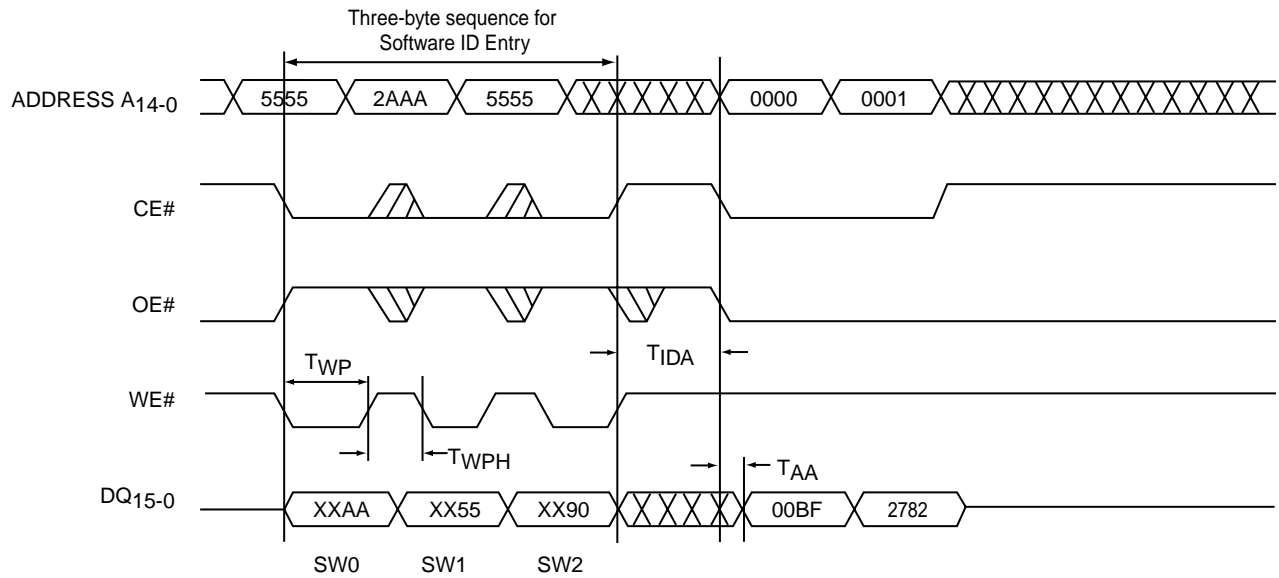 Three-byte sequence for
Software ID Entry
ADDRESS A14-0 5555 2AAA 5555 0000 0001
CE#
OE#
TWP TIDA
WE#
TWPH TAA
DQ15-0 XXAA XX55 XX90 00BF 2782
SW0 SW1 SW2